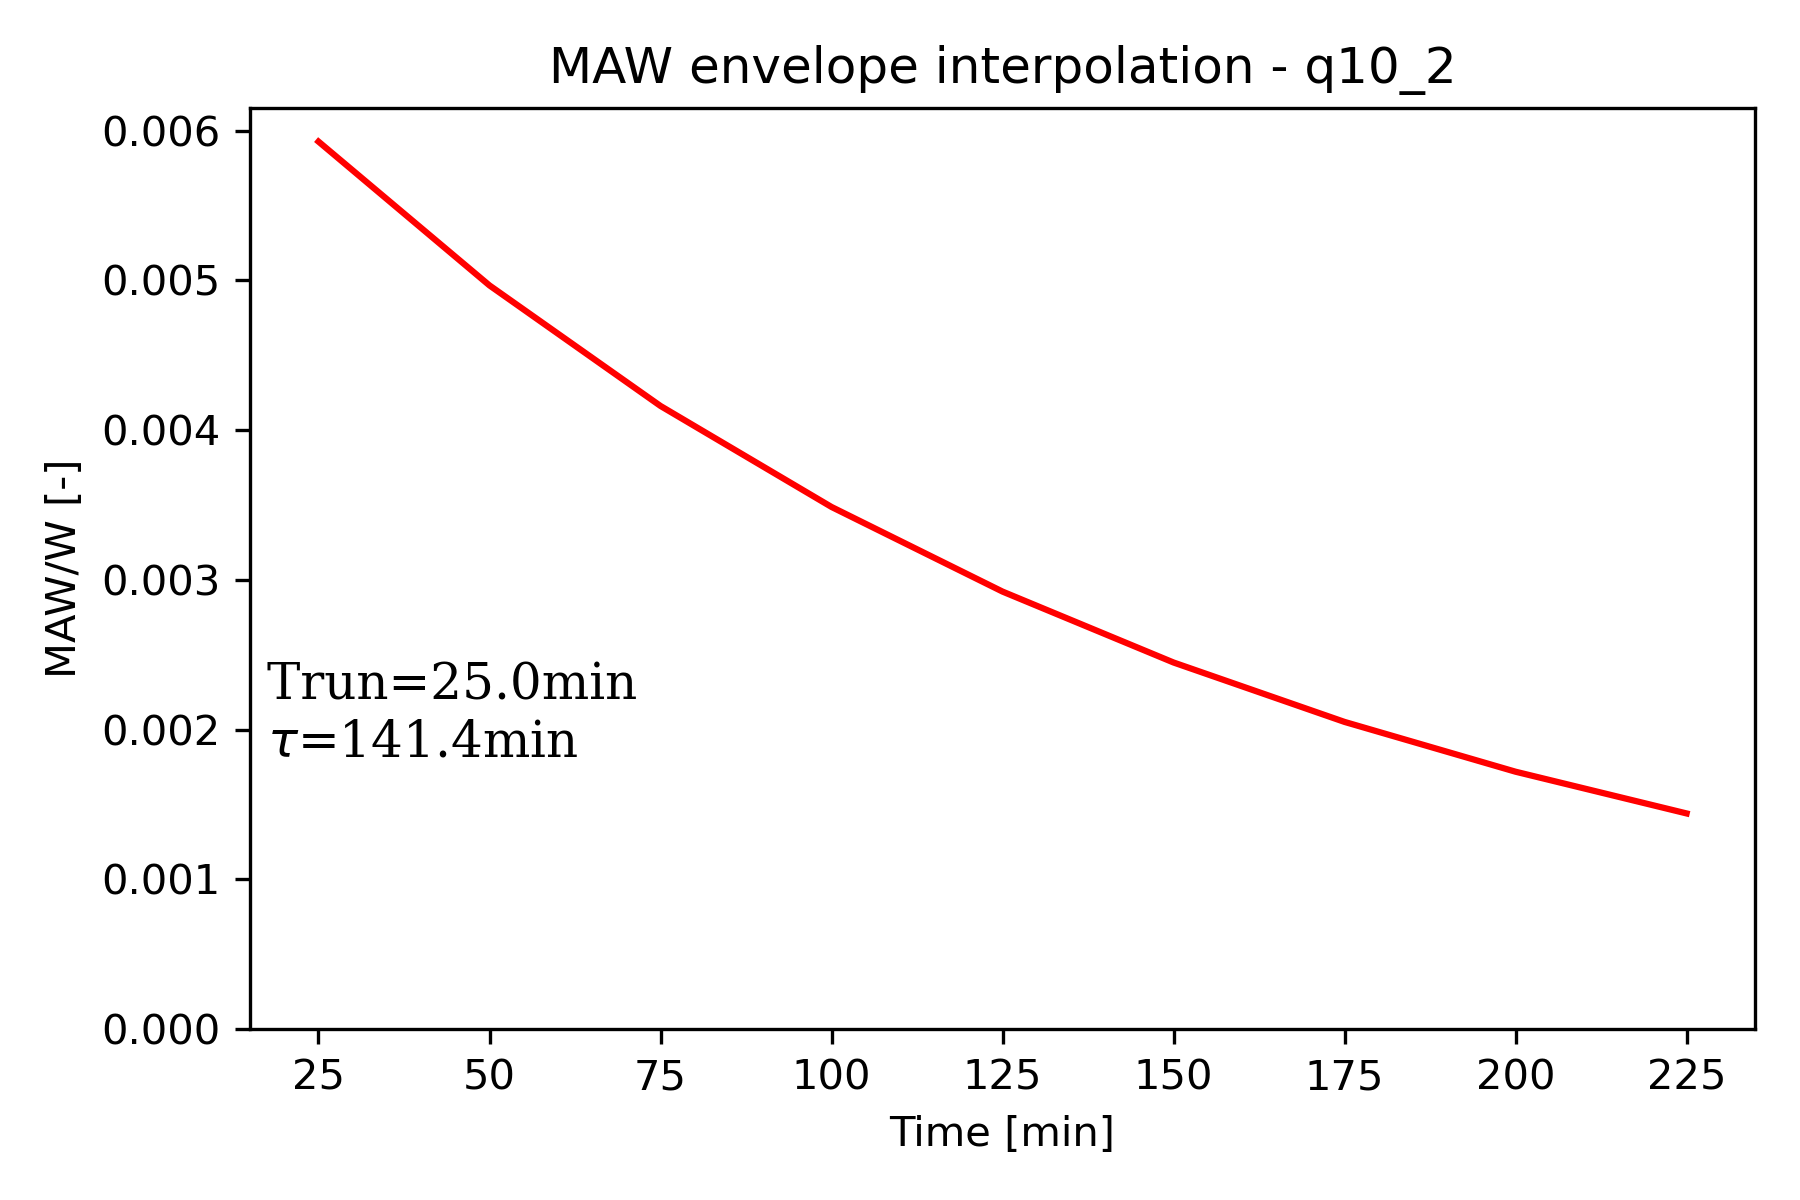 MAW envelope interpolation - q10_2
0.006
0.005
0.004
0.003
0.002
0.001
0.000
MAW/W [-]
Trun=25.0min
τ=141.4min
25 50 75 100 125 150 175 200 225
Time [min]